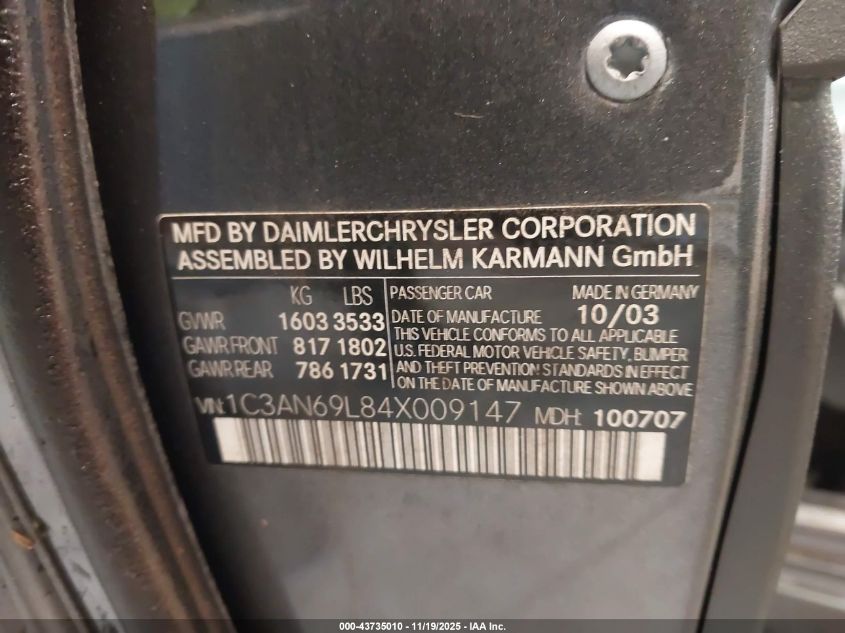 MFD BY DAIMLERCHRYSLER CORPORATION
ASSEMBLED BY WILHELM KARMANN GmbH
KG LBS
GVWR 1603 3533
GAWR FRONT 817 1802
GAWR REAR 786 1731
PASSENGER CAR MADE IN GERMANY
DATE OF MANUFACTURE 10/03
THIS VEHICLE CONFORMS TO ALL APPLICABLE
U.S. FEDERAL MOTOR VEHICLE SAFETY, BUMPER
AND THEFT PREVENTION STANDARDS IN EFFECT
ON THE DATE OF MANUFACTURE SHOWN ABOVE
VIN: 1C3AN69L84X009147 MDH: 100707
000-43735010 - 11/19/2025 - IAA Inc.